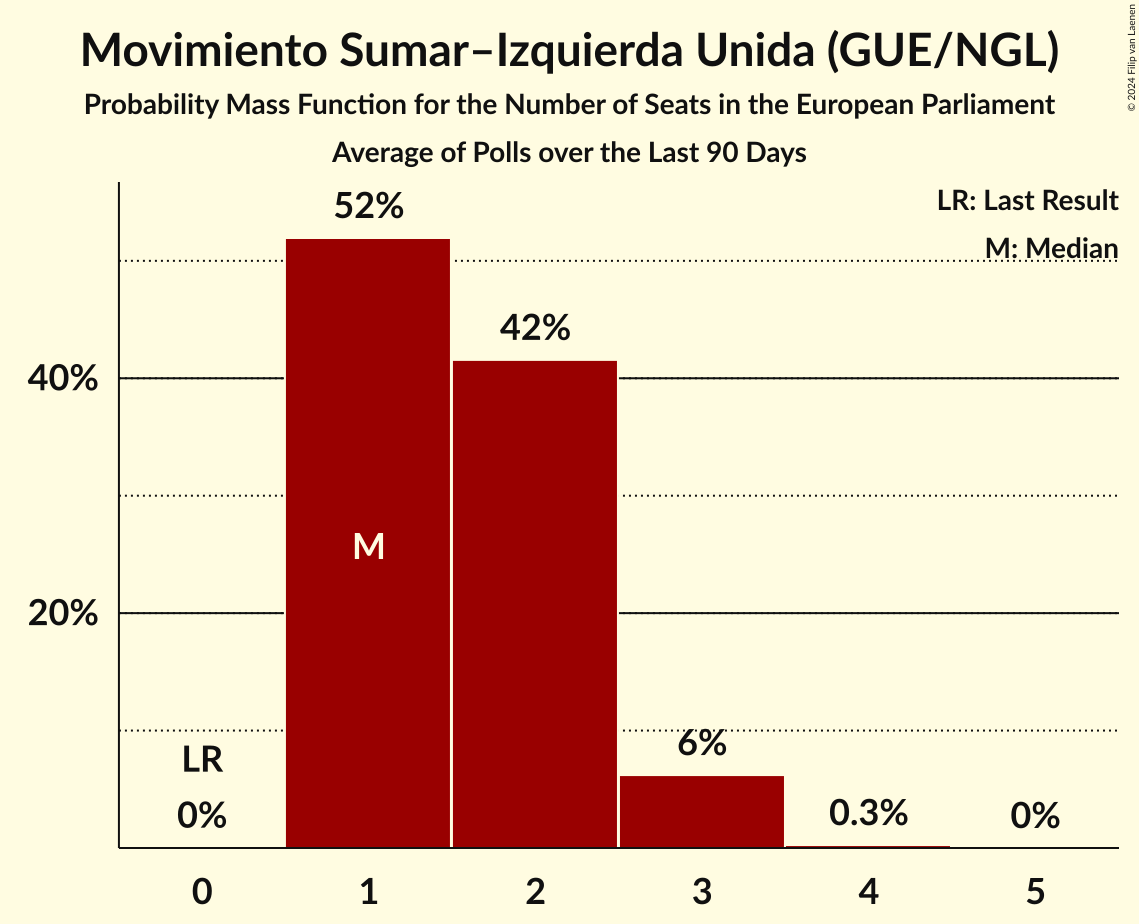 Movimiento Sumar–Izquierda Unida (GUE/NGL)
Probability Mass Function for the Number of Seats in the European Parliament
Average of Polls over the Last 90 Days
© 2024 Filip van Laenen
LR: Last Result
M: Median
52%
42%
40%
M
20%
6%
LR
0%
0.3%
0%
0 1 2 3 4 5